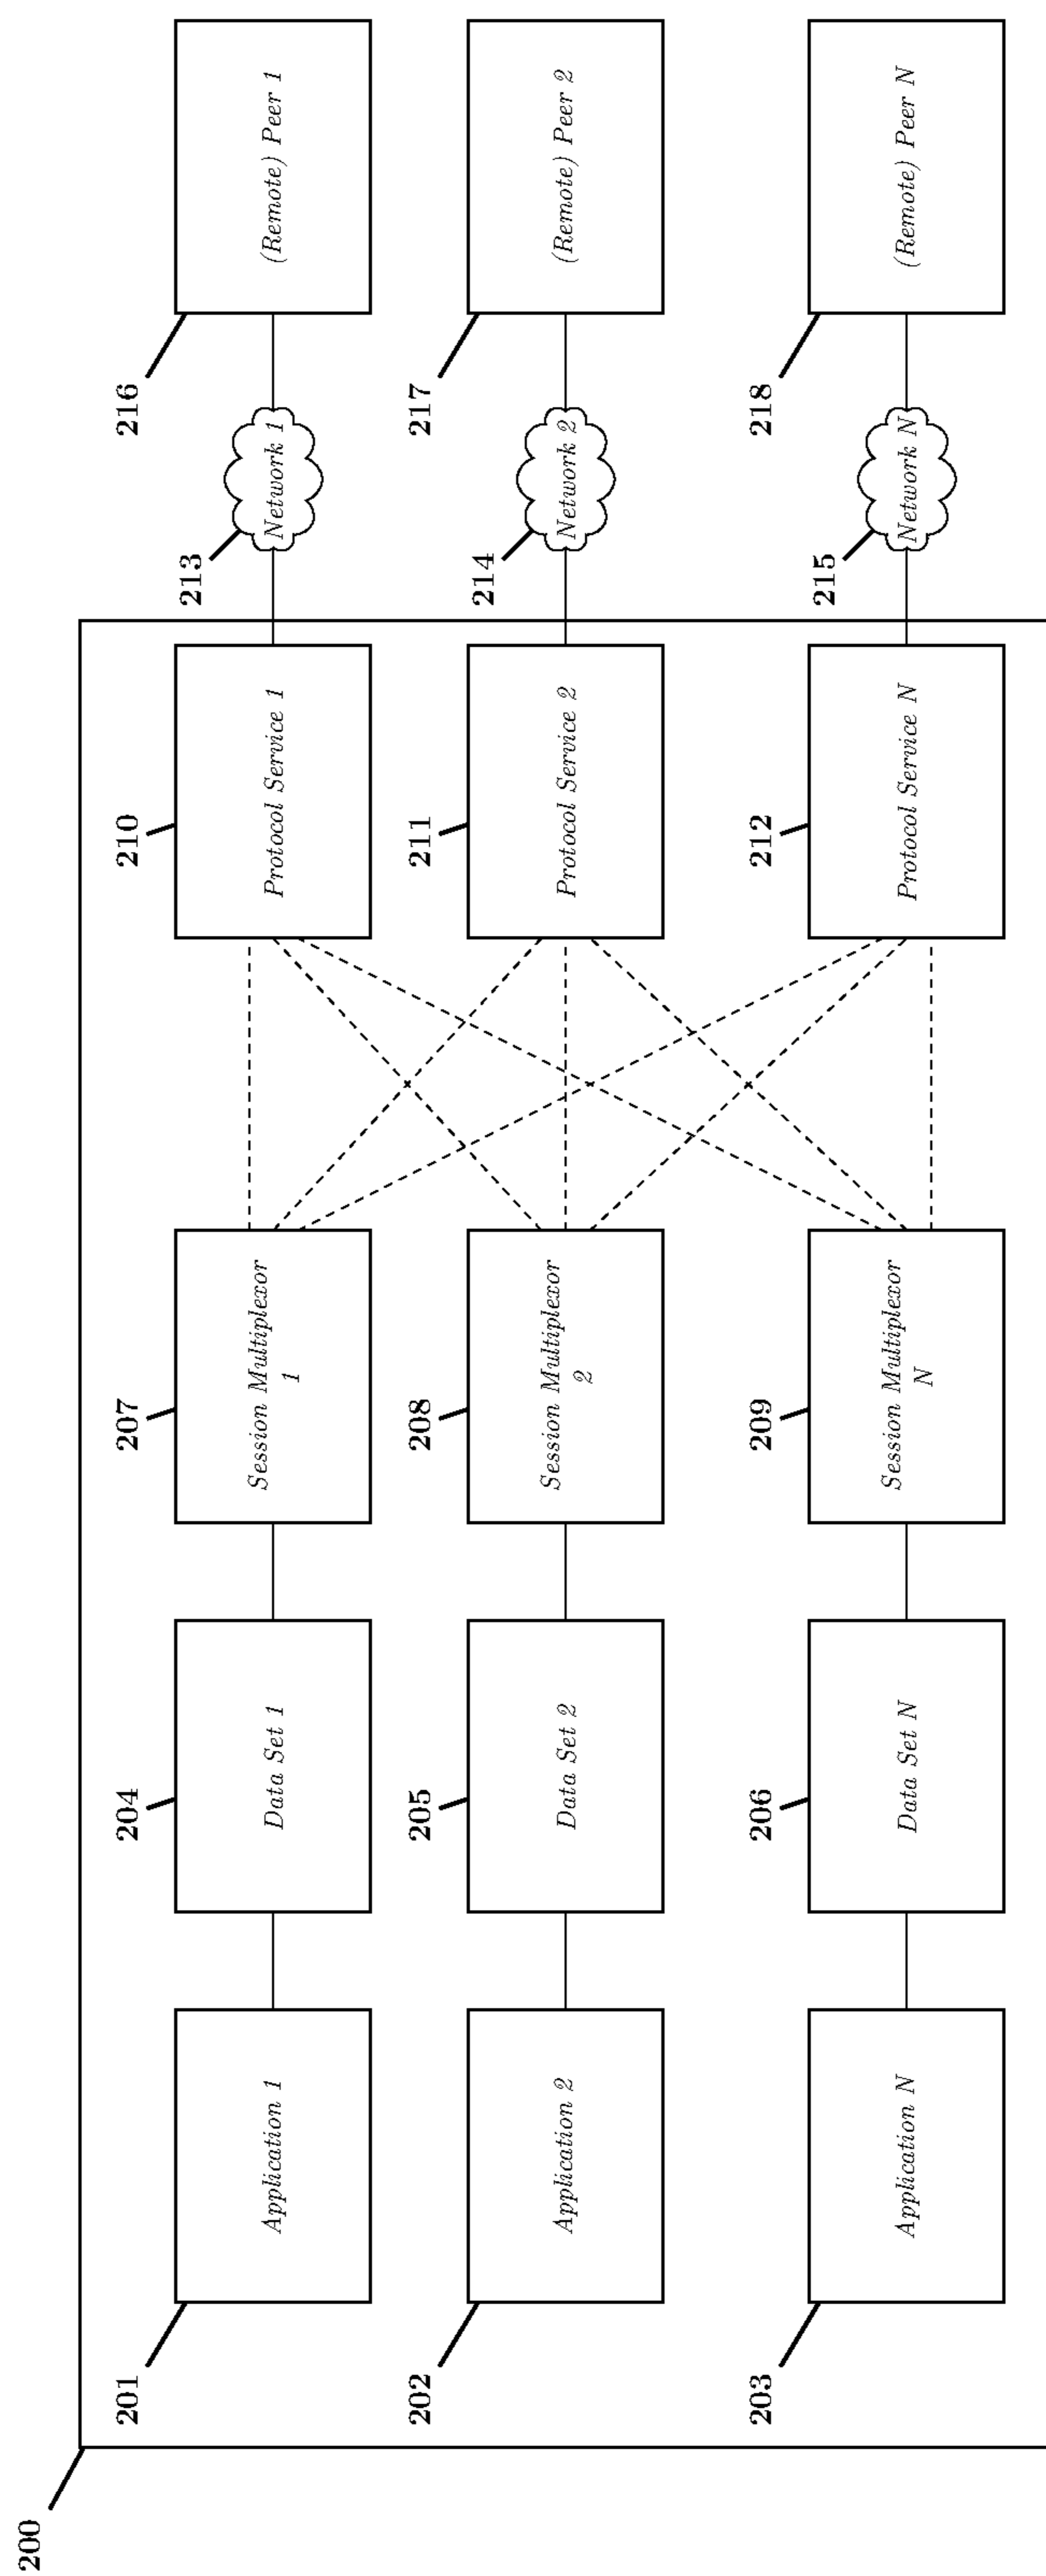 200
201
Application 1
204
Data Set 1
207
Session Multiplexor
1
210
Protocol Service 1
213
Network 1
216
(Remote) Peer 1
202
Application 2
205
Data Set 2
208
Session Multiplexor
2
211
Protocol Service 2
214
Network 2
217
(Remote) Peer 2
203
Application N
206
Data Set N
209
Session Multiplexor
N
212
Protocol Service N
215
Network N
218
(Remote) Peer N